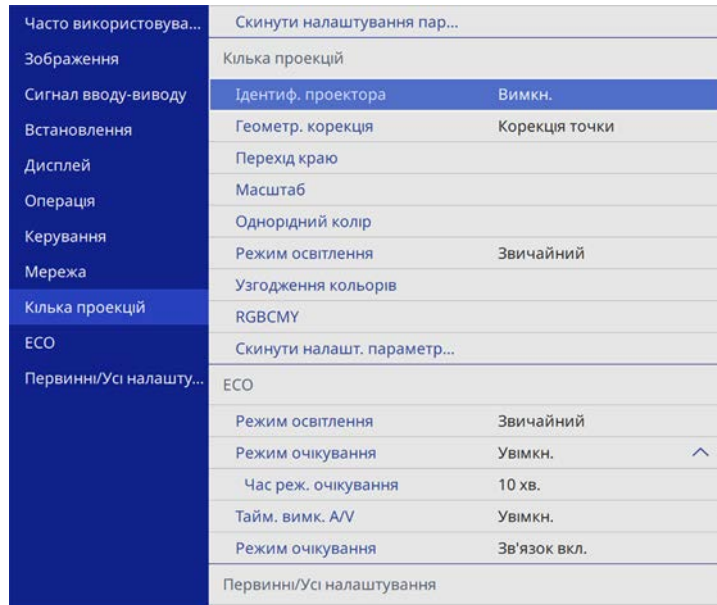 Часто використовува...
Зображення
Сигнал вводу-виводу
Встановлення
Дисплей
Операція
Керування
Мережа
Кілька проекцій
ECO
Первинні/Усі налашту...
Скинути налаштування пар...
Кілька проекцій
Ідентиф. проектора Вимкн.
Геометр. корекція Корекція точки
Перехід краю
Масштаб
Однорідний колір
Режим освітлення Звичайний
Узгодження кольорів
RGBCMY
Скинути налашт. параметр...
ECO
Режим освітлення Звичайний
Режим очікування Увімкн.
Час реж. очікування 10 хв.
Тайм. вимк. A/V Увімкн.
Режим очікування Зв'язок вкл.
Первинні/Усі налаштування